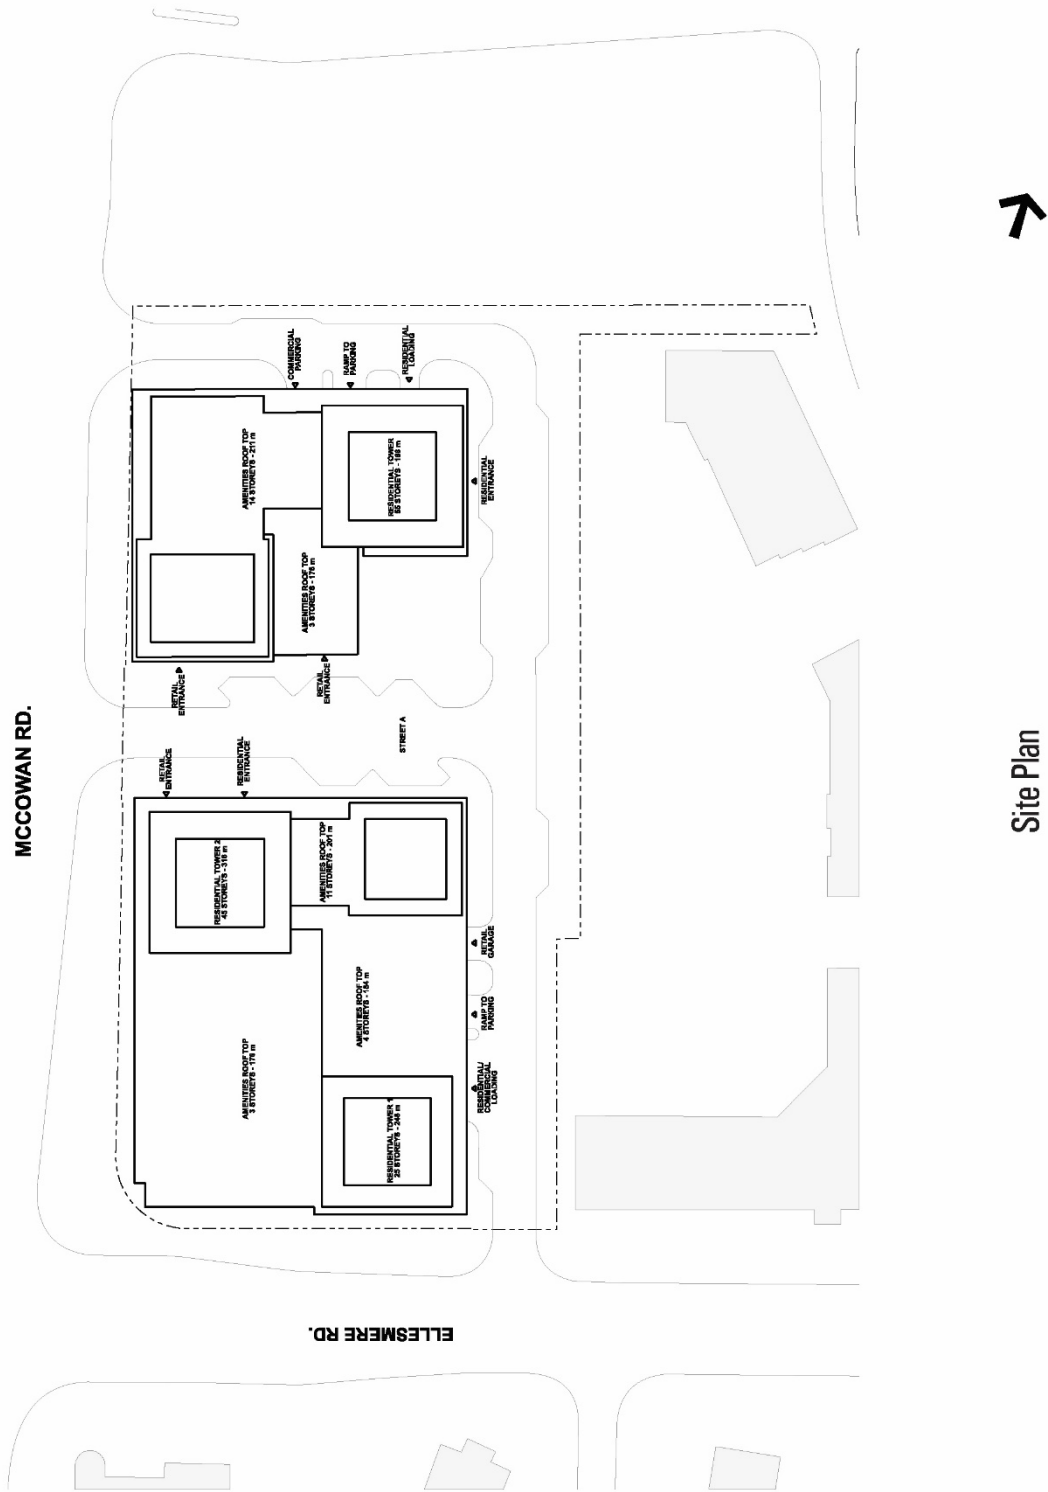 COMMERCIAL
PARKING
RAMP TO
PARKING
RESIDENTIAL
LOADING
AMENITIES ROOF TOP
14 STOREYS - 211 m
RESIDENTIAL TOWER
55 STOREYS - 188 m
RESIDENTIAL
ENTRANCE
AMENITIES ROOF TOP
3 STOREYS - 176 m
RETAIL
ENTRANCE
RETAIL
ENTRANCE
STREET A
MCCOWAN RD.
RETAIL
ENTRANCE
RESIDENTIAL
ENTRANCE
RESIDENTIAL TOWER 2
45 STOREYS - 316 m
AMENITIES ROOF TOP
11 STOREYS - 201 m
RETAIL
GARAGE
AMENITIES ROOF TOP
4 STOREYS - 184 m
RAMP TO
PARKING
AMENITIES ROOF TOP
3 STOREYS - 176 m
RESIDENTIAL/
COMMERCIAL
LOADING
RESIDENTIAL TOWER 1
25 STOREYS - 248 m
ELLESMERE RD.
Site Plan